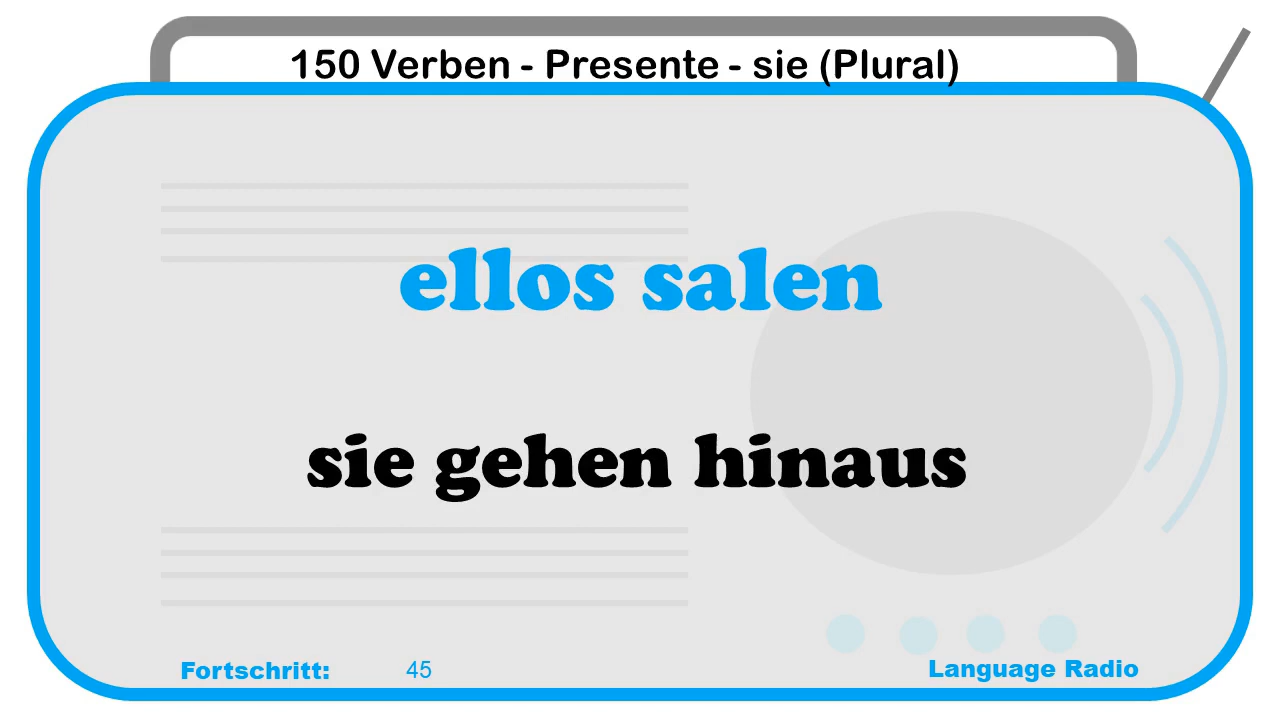 150 Verben - Presente - sie (Plural)
ellos salen
sie gehen hinaus
Fortschritt: 45
Language Radio